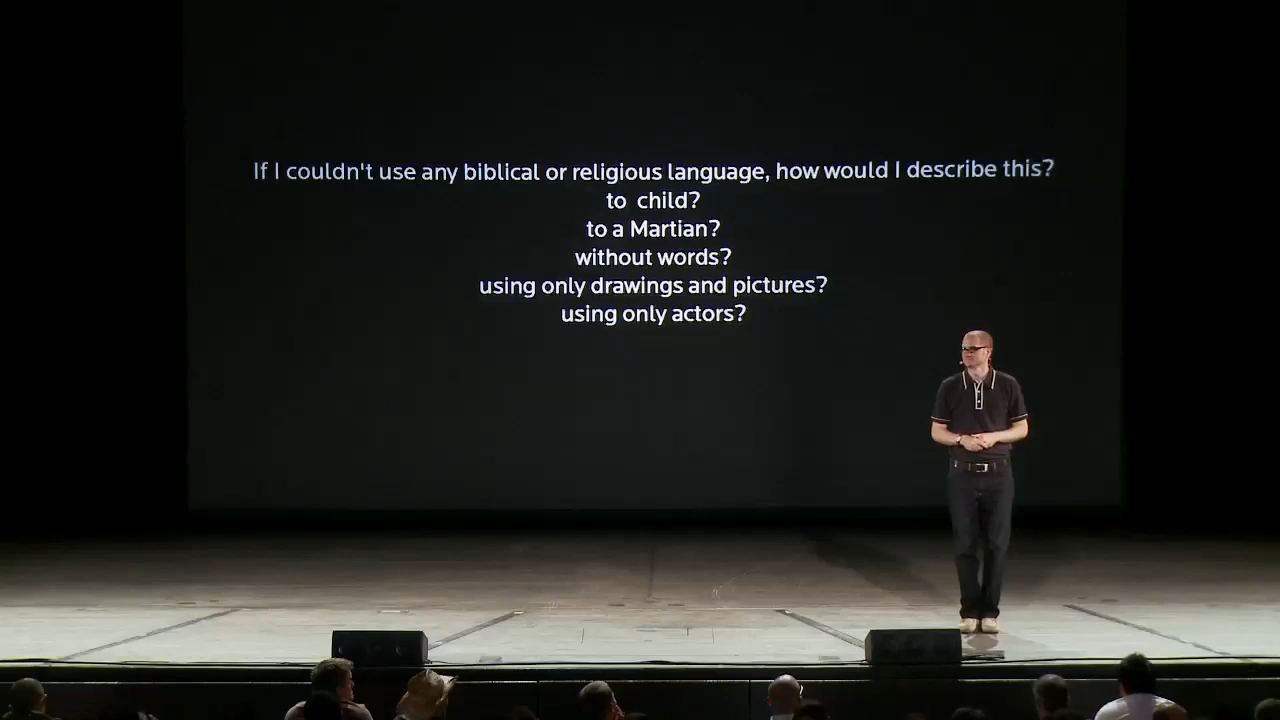 If I couldn't use any biblical or religious language, how would I describe this?
to child?
to a Martian?
without words?
using only drawings and pictures?
using only actors?